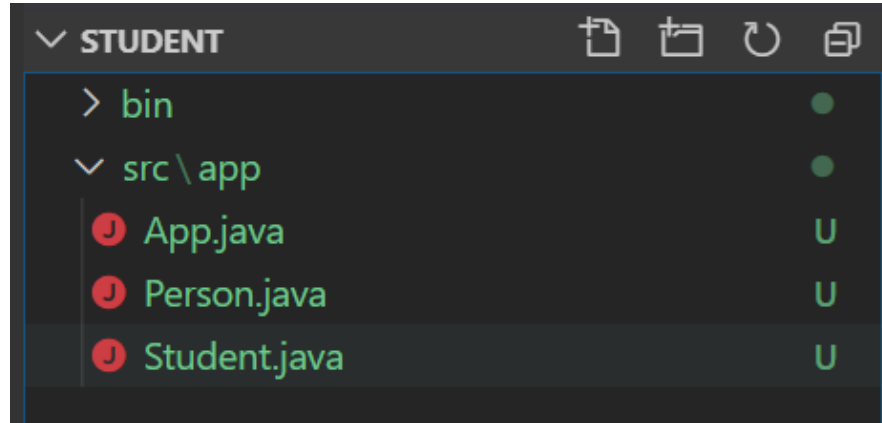 STUDENT
bin
src\app
J App.java U
J Person.java U
J Student.java U